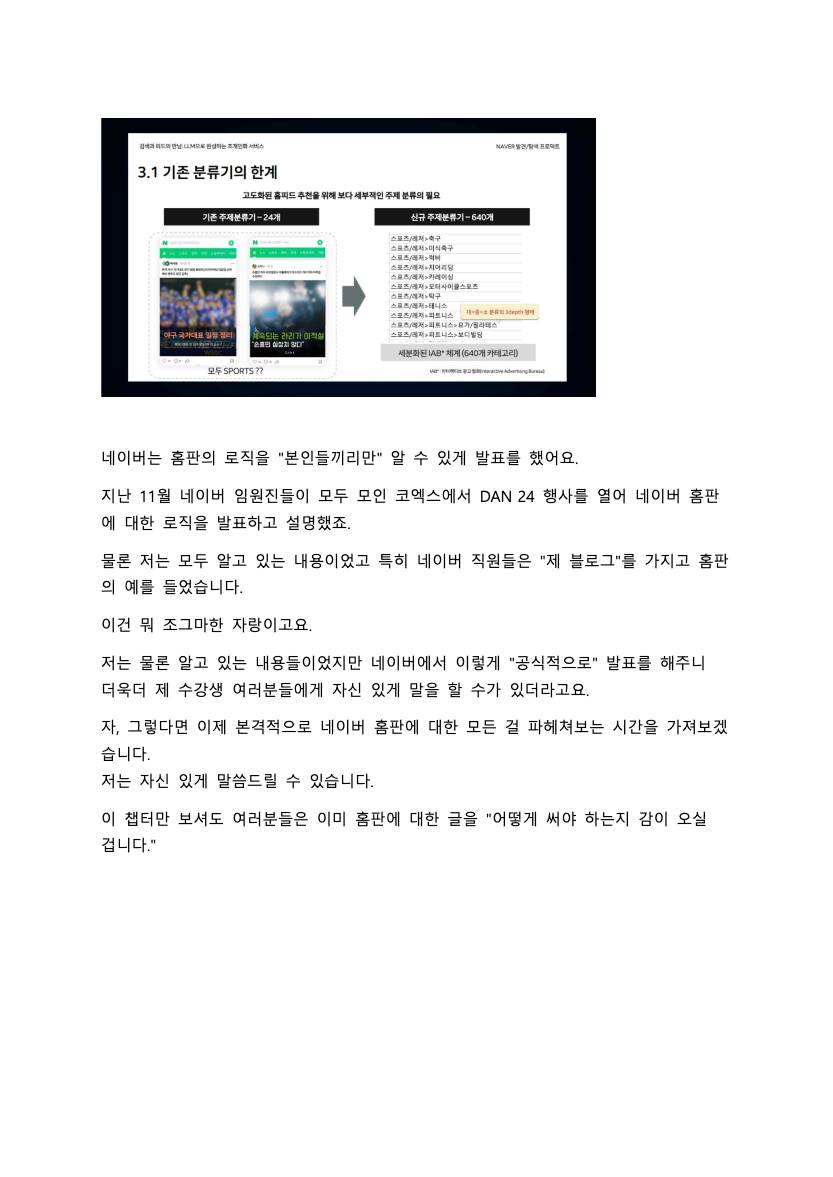 검색과 피드의 만남: LLM으로 완성하는 초개인화 서비스
NAVER 발견/탐색 프로덕트
3.1 기존 분류기의 한계
고도화된 홈피드 추천을 위해 보다 세부적인 주제 분류의 필요
기존 주제분류기 – 24개
신규 주제분류기 – 640개
야구 국가대표 일정 정리
계속되는 라리가 이적설
"손흥민 심상치 않다"
모두 SPORTS ??
스포츠/레저>축구
스포츠/레저>미식축구
스포츠/레저>럭비
스포츠/레저>치어리딩
스포츠/레저>카레이싱
스포츠/레저>모터사이클스포츠
스포츠/레저>탁구
스포츠/레저>테니스
스포츠/레저>피트니스
스포츠/레저>피트니스>요가/필라테스
스포츠/레저>피트니스>보디빌딩
대>중>소 분류의 3depth 형태
세분화된 IAB* 체계 (640개 카테고리)
IAB* : 인터랙티브 광고 협회(Interactive Advertising Bureau)
네이버는 홈판의 로직을 "본인들끼리만" 알 수 있게 발표를 했어요.
지난 11월 네이버 임원진들이 모두 모인 코엑스에서 DAN 24 행사를 열어 네이버 홈판
에 대한 로직을 발표하고 설명했죠.
물론 저는 모두 알고 있는 내용이었고 특히 네이버 직원들은 "제 블로그"를 가지고 홈판
의 예를 들었습니다.
이건 뭐 조그마한 자랑이고요.
저는 물론 알고 있는 내용들이었지만 네이버에서 이렇게 "공식적으로" 발표를 해주니
더욱더 제 수강생 여러분들에게 자신 있게 말을 할 수가 있더라고요.
자, 그렇다면 이제 본격적으로 네이버 홈판에 대한 모든 걸 파헤쳐보는 시간을 가져보겠
습니다.
저는 자신 있게 말씀드릴 수 있습니다.
이 챕터만 보셔도 여러분들은 이미 홈판에 대한 글을 "어떻게 써야 하는지 감이 오실
겁니다."